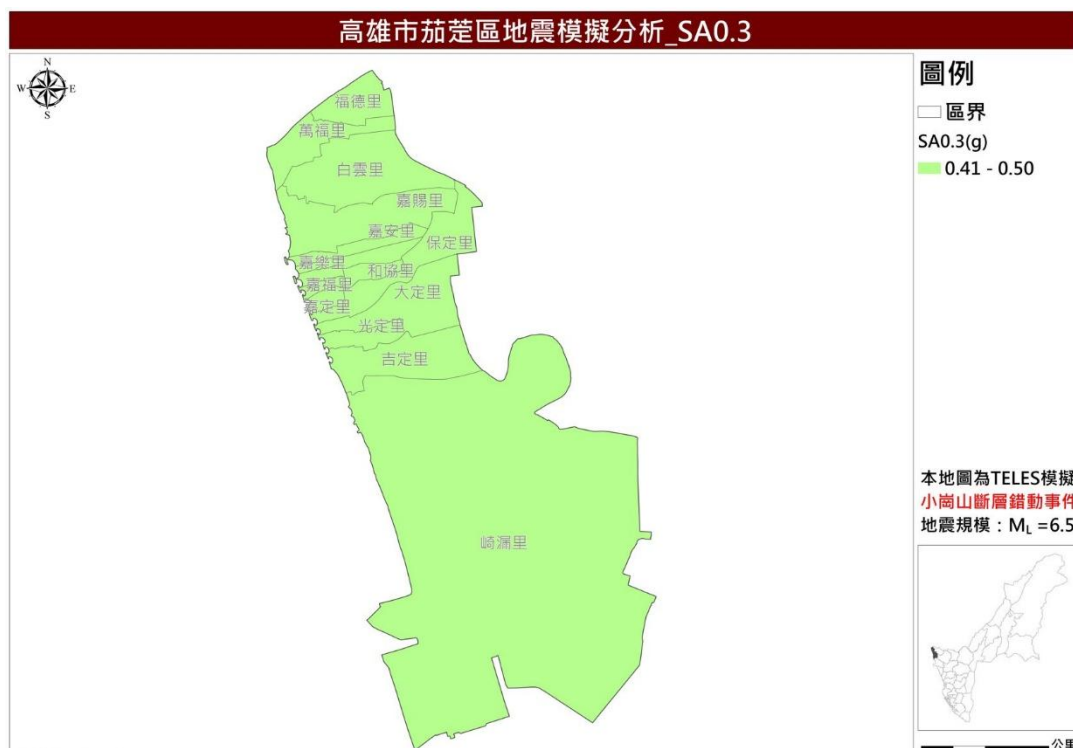 高雄市茄萣區地震模擬分析_SA0.3
N
W E
S
圖例
區界
SA0.3(g)
0.41 - 0.50
福德里
萬福里
白雲里
嘉賜里
嘉安里
保定里
嘉樂里
和協里
嘉福里
大定里
嘉定里
光定里
吉定里
崎漏里
本地圖為TELES模擬
小崗山斷層錯動事件
地震規模：ML =6.5
公里